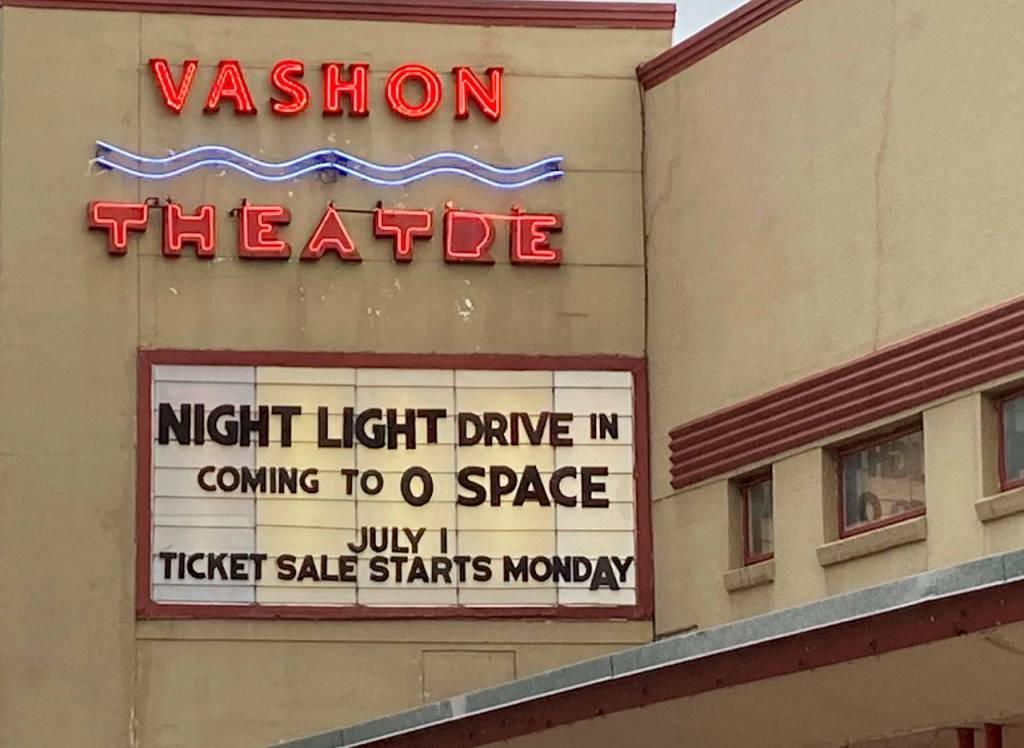 VASHON
THEATRE
NIGHT LIGHT DRIVE IN
COMING TO O SPACE
JULY 1
TICKET SALE STARTS MONDAY